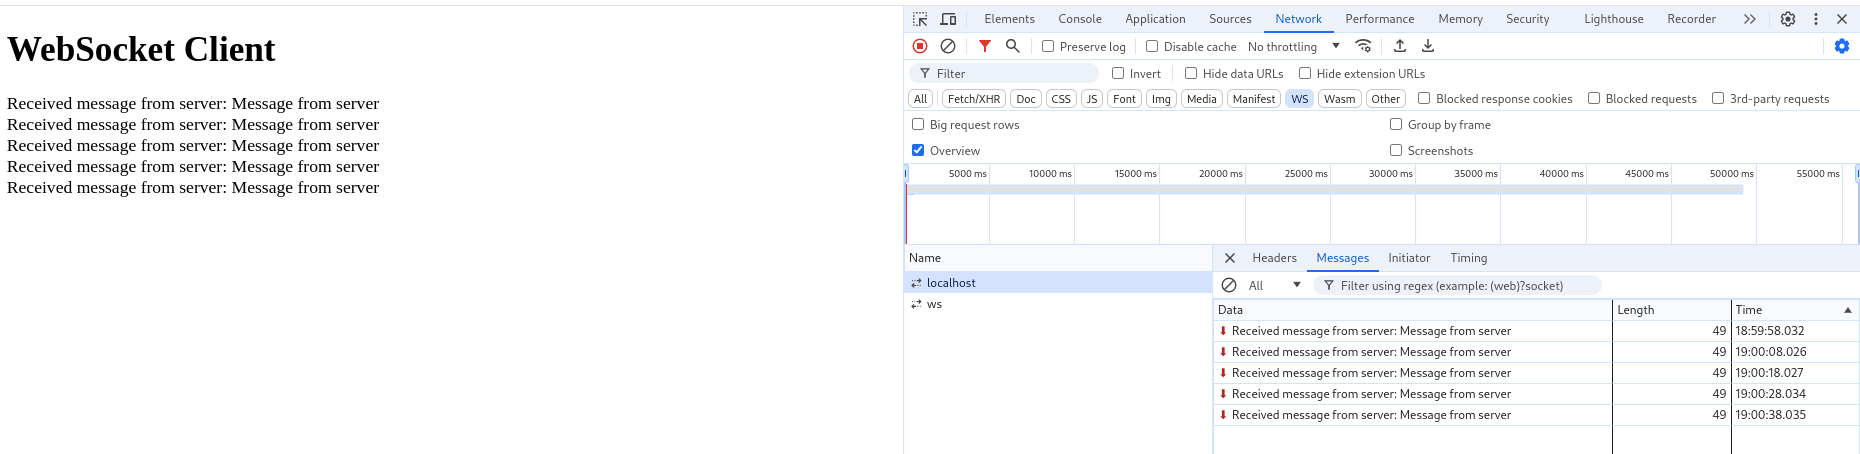 WebSocket Client
Received message from server: Message from server
Received message from server: Message from server
Received message from server: Message from server
Received message from server: Message from server
Received message from server: Message from server
Elements Console Application Sources Network Performance Memory Security Lighthouse Recorder
Preserve log Disable cache No throttling
Filter Invert Hide data URLs Hide extension URLs
All Fetch/XHR Doc CSS JS Font Img Media Manifest WS Wasm Other Blocked response cookies Blocked requests 3rd-party requests
Big request rows Group by frame
Overview Screenshots
5000 ms 10000 ms 15000 ms 20000 ms 25000 ms 30000 ms 35000 ms 40000 ms 45000 ms 50000 ms 55000 ms
Name
localhost
ws
Headers Messages Initiator Timing
All Filter using regex (example: (web)?socket)
Data Length Time
Received message from server: Message from server 49 18:59:58.032
Received message from server: Message from server 49 19:00:08.026
Received message from server: Message from server 49 19:00:18.027
Received message from server: Message from server 49 19:00:28.034
Received message from server: Message from server 49 19:00:38.035